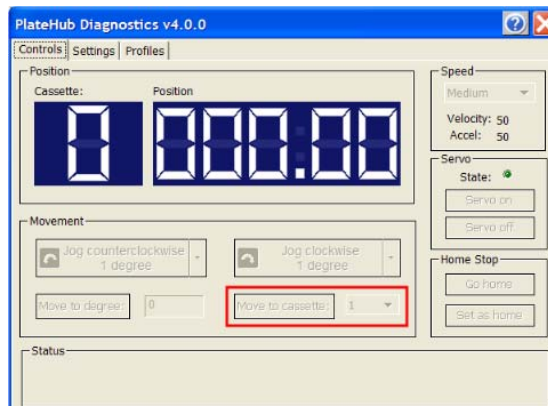 PlateHub Diagnostics v4.0.0
Controls Settings Profiles
Position
Cassette: Position
0 000:00
Speed
Medium
Velocity: 50
Accel: 50
Servo
State:
Servo on
Servo off
Movement
Jog counterclockwise
1 degree
Jog clockwise
1 degree
Move to degree: 0
Move to cassette: 1
Home Stop
Go home
Set as home
Status